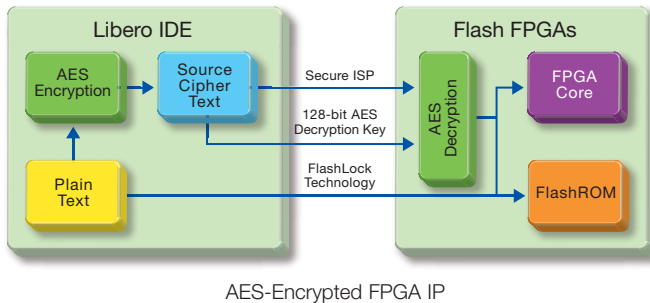 Libero IDE
Flash FPGAs
AES
Encryption
Source
Cipher
Text
Secure ISP
128-bit AES
Decryption Key
AES
Decryption
FPGA
Core
Plain
Text
FlashLock
Technology
FlashROM
AES-Encrypted FPGA IP